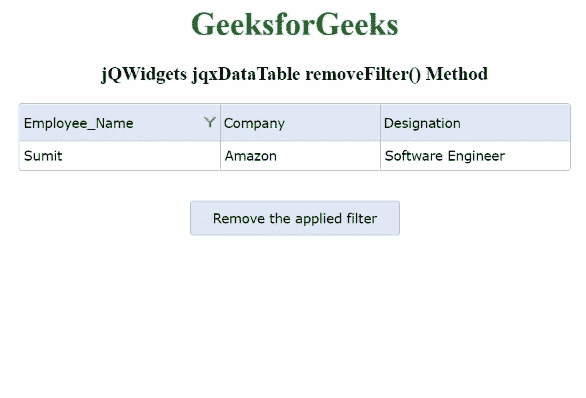 GeeksforGeeks
jQWidgets jqxDataTable removeFilter() Method
Employee_Name Company Designation
Sumit Amazon Software Engineer
Remove the applied filter